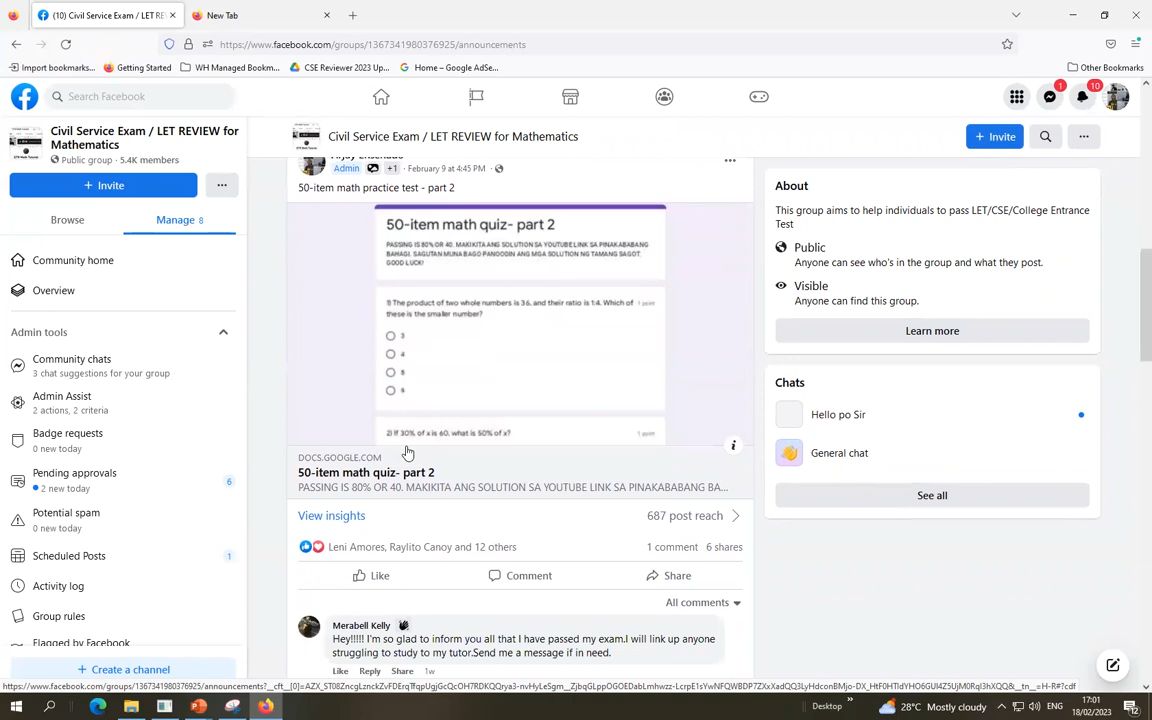 (10) Civil Service Exam / LET RE
New Tab
https://www.facebook.com/groups/1367341980376925/announcements
Import bookmarks...
Getting Started
WH Managed Bookm...
CSE Reviewer 2023 Up...
Home – Google AdSe...
Other Bookmarks
Search Facebook
1
10
Civil Service Exam / LET REVIEW for
Mathematics
Public group · 5.4K members
+ Invite
Browse
Manage 8
Community home
Overview
Admin tools
Community chats
3 chat suggestions for your group
Admin Assist
2 actions, 2 criteria
Badge requests
0 new today
Pending approvals
2 new today
6
Potential spam
0 new today
Scheduled Posts
1
Activity log
Group rules
Flagged by Facebook
+ Create a channel
Civil Service Exam / LET REVIEW for Mathematics
+ Invite
Admin
+1
· February 9 at 4:45 PM ·
50-item math practice test - part 2
50-item math quiz- part 2
PASSING IS 80% OR 40. MAKIKITA ANG SOLUTION SA YOUTUBE LINK SA PINAKABABANG
BAHAGI. SAGUTAN MUNA BAGO PANOODIN ANG MGA SOLUTION NG TAMANG SAGOT.
GOOD LUCK!
1) The product of two whole numbers is 36, and their ratio is 1:4. Which of
these is the smaller number?
1 point
3
4
2) If 30% of x is 60, what is 50% of x?
1 point
DOCS.GOOGLE.COM
50-item math quiz- part 2
PASSING IS 80% OR 40. MAKIKITA ANG SOLUTION SA YOUTUBE LINK SA PINAKABABANG BA...
View insights
687 post reach
Leni Amores, Raylito Canoy and 12 others
1 comment
6 shares
Like
Comment
Share
All comments
Merabell Kelly
Hey!!!!! I'm so glad to inform you all that I have passed my exam.I will link up anyone
struggling to study to my tutor.Send me a message if in need.
Like
Reply
Share
1w
About
This group aims to help individuals to pass LET/CSE/College Entrance
Test
Public
Anyone can see who's in the group and what they post.
Visible
Anyone can find this group.
Learn more
Chats
Hello po Sir
General chat
See all
Desktop
28°C Mostly cloudy
ENG
17:01
18/02/2023
12